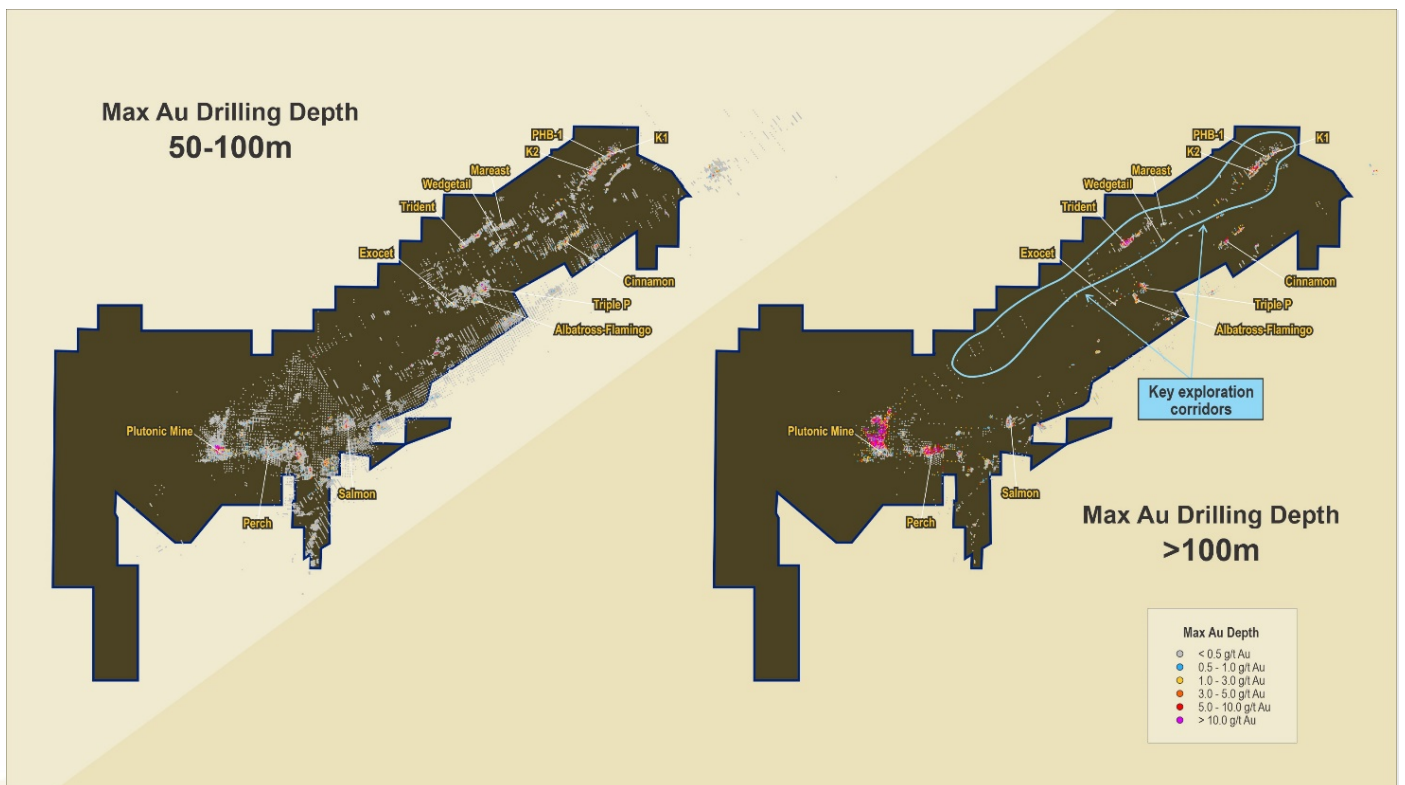 Max Au Drilling Depth
50-100m
PHB-1
K1
K2
Mareast
Wedgetail
Trident
Exocet
Cinnamon
Triple P
Albatross-Flamingo
Plutonic Mine
Salmon
Perch
PHB-1
K1
K2
Mareast
Wedgetail
Trident
Exocet
Cinnamon
Triple P
Albatross-Flamingo
Key exploration
corridors
Plutonic Mine
Salmon
Perch
Max Au Drilling Depth
>100m
Max Au Depth
< 0.5 g/t Au
0.5 - 1.0 g/t Au
1.0 - 3.0 g/t Au
3.0 - 5.0 g/t Au
5.0 - 10.0 g/t Au
> 10.0 g/t Au